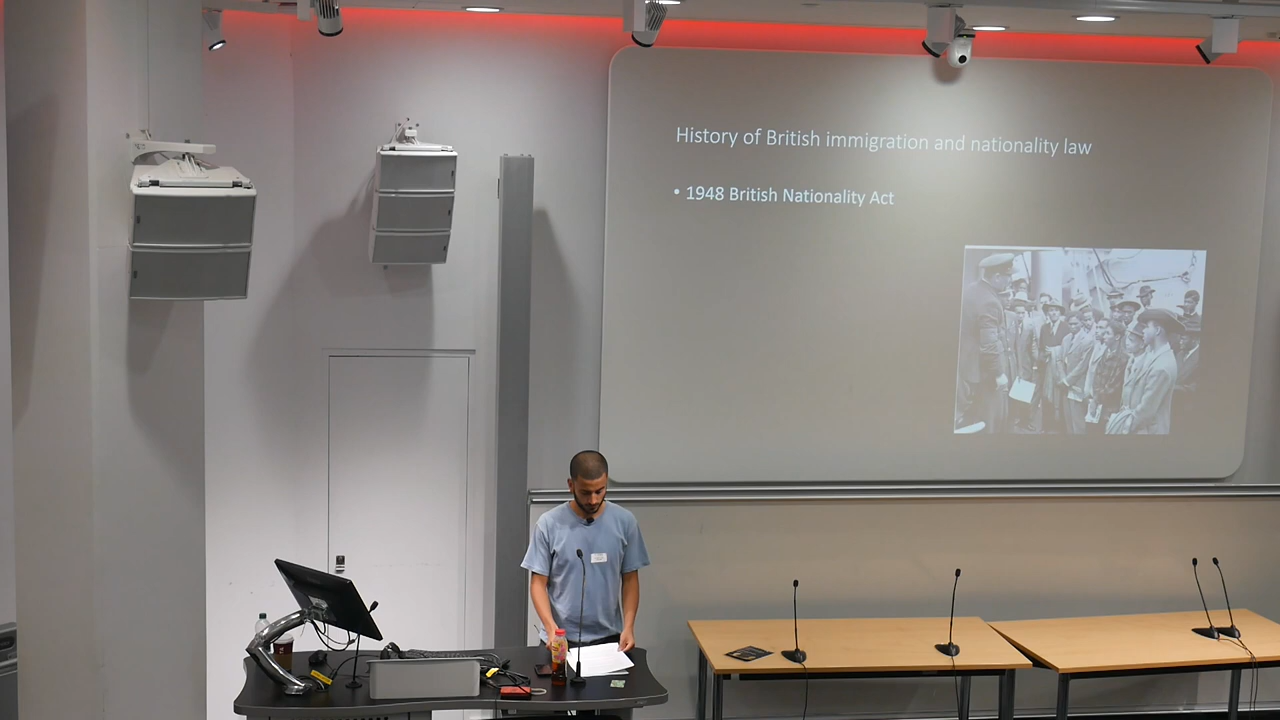 History of British immigration and nationality law
• 1948 British Nationality Act